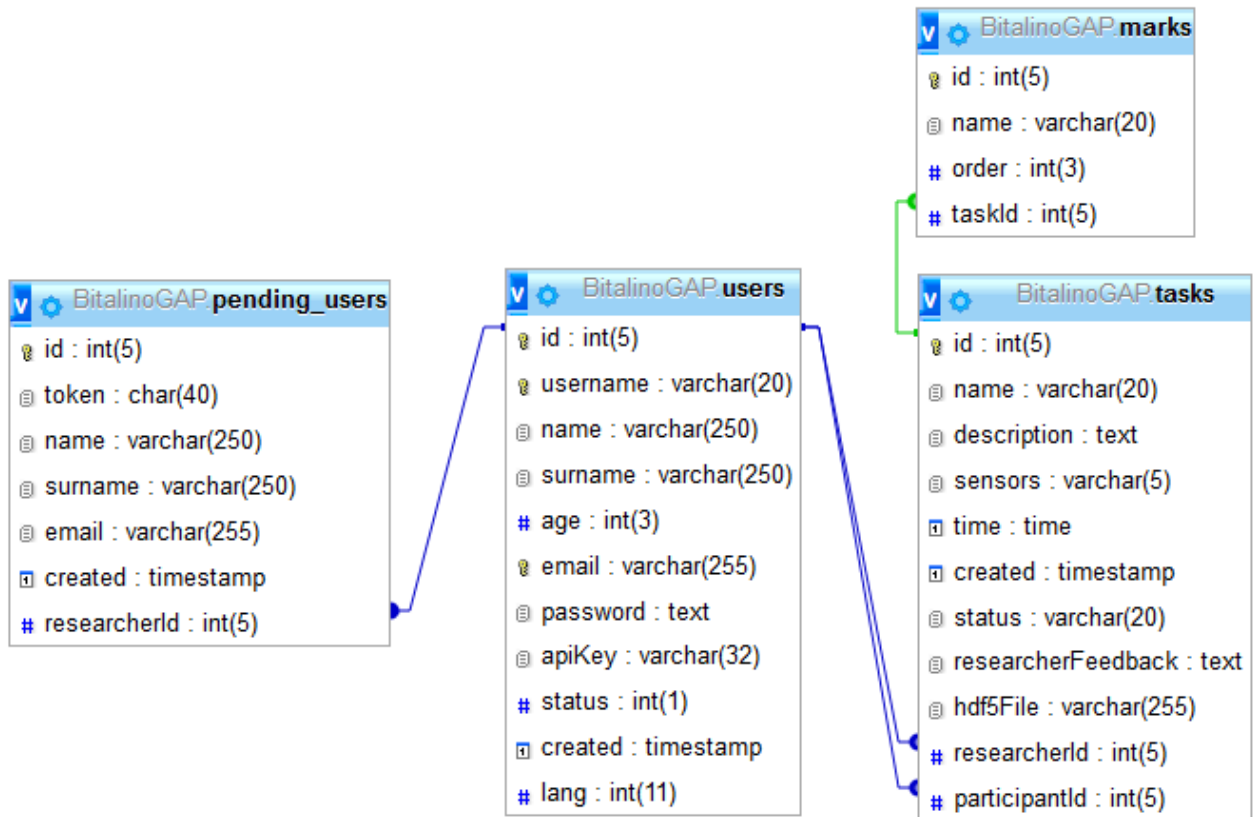 BitalinoGAP.marks
id : int(5)
name : varchar(20)
order : int(3)
taskId : int(5)
BitalinoGAP.pending_users
id : int(5)
token : char(40)
name : varchar(250)
surname : varchar(250)
email : varchar(255)
created : timestamp
researcherId : int(5)
BitalinoGAP.users
id : int(5)
username : varchar(20)
name : varchar(250)
surname : varchar(250)
age : int(3)
email : varchar(255)
password : text
apiKey : varchar(32)
status : int(1)
created : timestamp
lang : int(11)
BitalinoGAP.tasks
id : int(5)
name : varchar(20)
description : text
sensors : varchar(5)
time : time
created : timestamp
status : varchar(20)
researcherFeedback : text
hdf5File : varchar(255)
researcherId : int(5)
participantId : int(5)